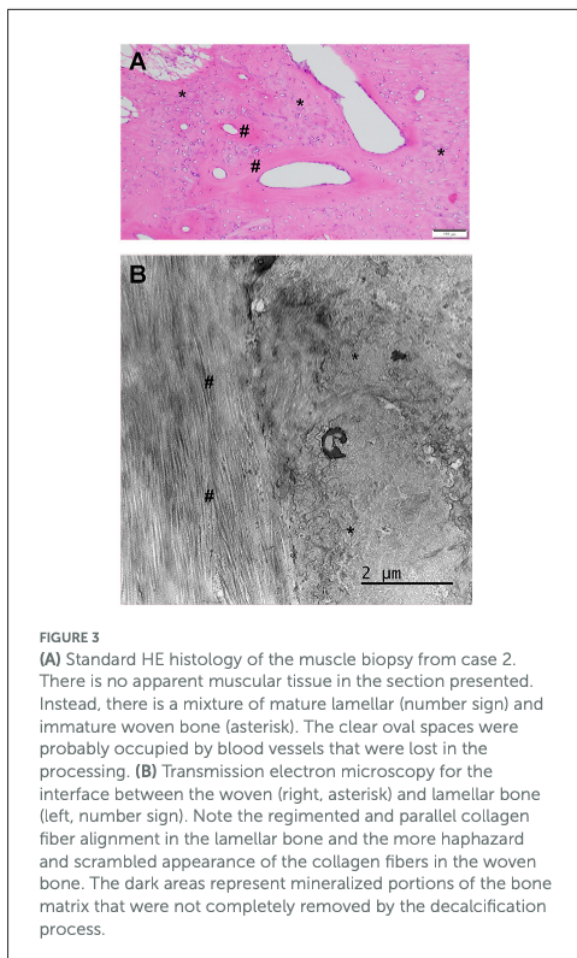 A
*
*
#
*
#
B
#
*
#
*
2 µm
FIGURE 3
(A) Standard HE histology of the muscle biopsy from case 2.
There is no apparent muscular tissue in the section presented.
Instead, there is a mixture of mature lamellar (number sign) and
immature woven bone (asterisk). The clear oval spaces were
probably occupied by blood vessels that were lost in the
processing. (B) Transmission electron microscopy for the
interface between the woven (right, asterisk) and lamellar bone
(left, number sign). Note the regimented and parallel collagen
fiber alignment in the lamellar bone and the more haphazard
and scrambled appearance of the collagen fibers in the woven
bone. The dark areas represent mineralized portions of the bone
matrix that were not completely removed by the decalcification
process.